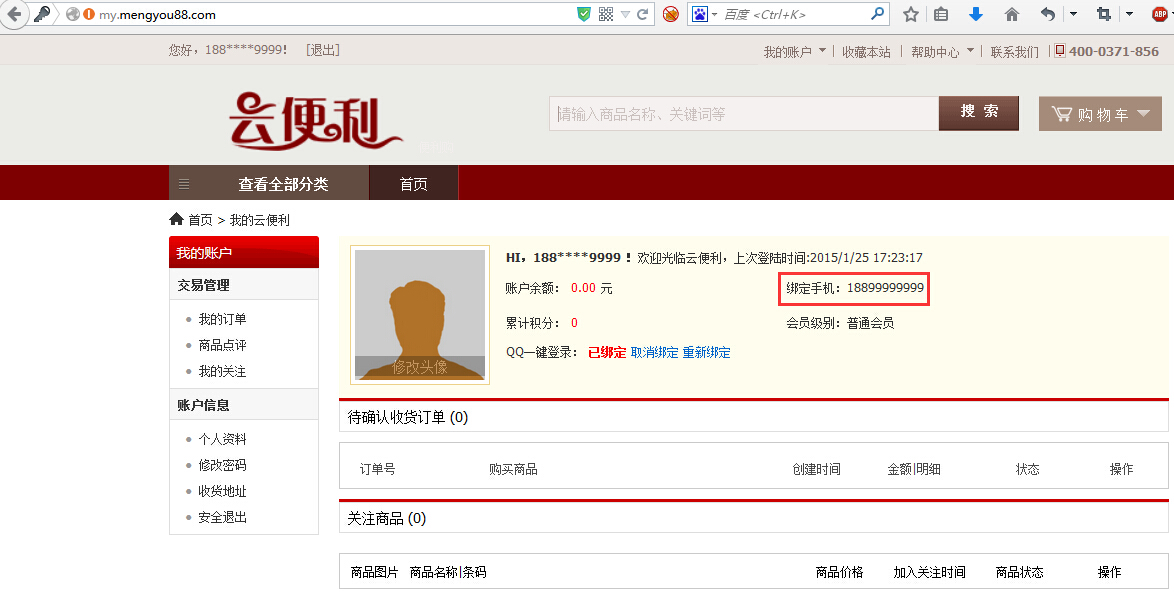 my.mengyou88.com
百度 <Ctrl+K>
ABP
您好，188****9999! [退出]
我的账户 收藏本站 帮助中心 联系我们 400-0371-856
云便利
请输入商品名称、关键词等
搜 索
购 物 车
查看全部分类 首页
首页 > 我的云便利
我的账户
交易管理
我的订单
商品点评
我的关注
账户信息
个人资料
修改密码
收货地址
安全退出
修改头像
HI，188****9999！欢迎光临云便利，上次登陆时间:2015/1/25 17:23:17
账户余额： 0.00 元 绑定手机：18899999999
累计积分： 0 会员级别：普通会员
QQ一键登录： 已绑定 取消绑定 重新绑定
待确认收货订单 (0)
订单号 购买商品 创建时间 金额|明细 状态 操作
关注商品 (0)
商品图片 商品名称|条码 商品价格 加入关注时间 商品状态 操作